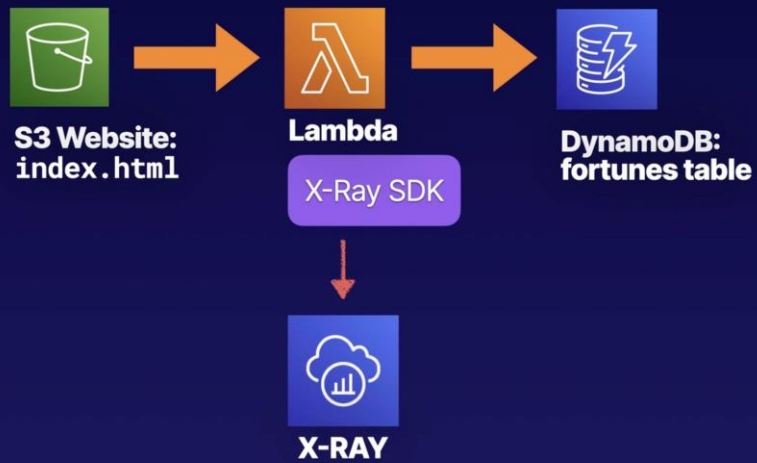 S3 Website:
index.html
Lambda
X-Ray SDK
DynamoDB:
fortunes table
X-RAY